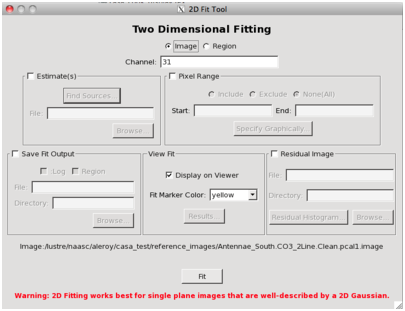 2D Fit Tool
Two Dimensional Fitting
Image Region
Channel: 31
Estimate(s)
Find Sources...
File:
Browse...
Pixel Range
Include Exclude None(All)
Start: End:
Specify Graphically...
Save Fit Output
:Log Region
File:
Directory
Browse...
View Fit
Display on Viewer
Fit Marker Color: yellow
Results...
Residual Image
File:
Directory
Residual Histogram... Browse...
Image:/lustre/naasc/aleroy/casa_test/reference_images/Antennae_South.CO3_2Line.Clean.pcal1.image
Fit
Warning: 2D Fitting works best for single plane images that are well-described by a 2D Gaussian.